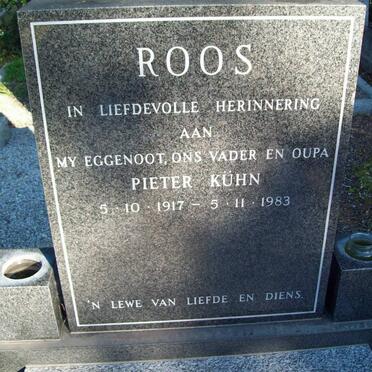 ROOS
IN LIEFDEVOLLE HERINNERING
AAN
MY EGGENOOT, ONS VADER EN OUPA
PIETER KÜHN
5 · 10 · 1917 – 5 · 11 · 1983
'N LEWE VAN LIEFDE EN DIENS.